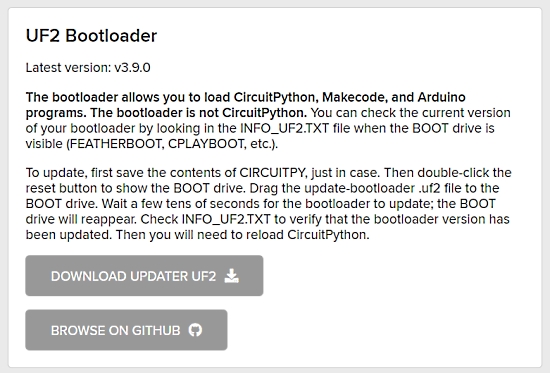 UF2 Bootloader
Latest version: v3.9.0
The bootloader allows you to load CircuitPython, Makecode, and Arduino
programs. The bootloader is not CircuitPython. You can check the current version
of your bootloader by looking in the INFO_UF2.TXT file when the BOOT drive is
visible (FEATHERBOOT, CPLAYBOOT, etc.).
To update, first save the contents of CIRCUITPY, just in case. Then double-click the
reset button to show the BOOT drive. Drag the update-bootloader .uf2 file to the
BOOT drive. Wait a few tens of seconds for the bootloader to update; the BOOT
drive will reappear. Check INFO_UF2.TXT to verify that the bootloader version has
been updated. Then you will need to reload CircuitPython.
DOWNLOAD UPDATER UF2
BROWSE ON GITHUB